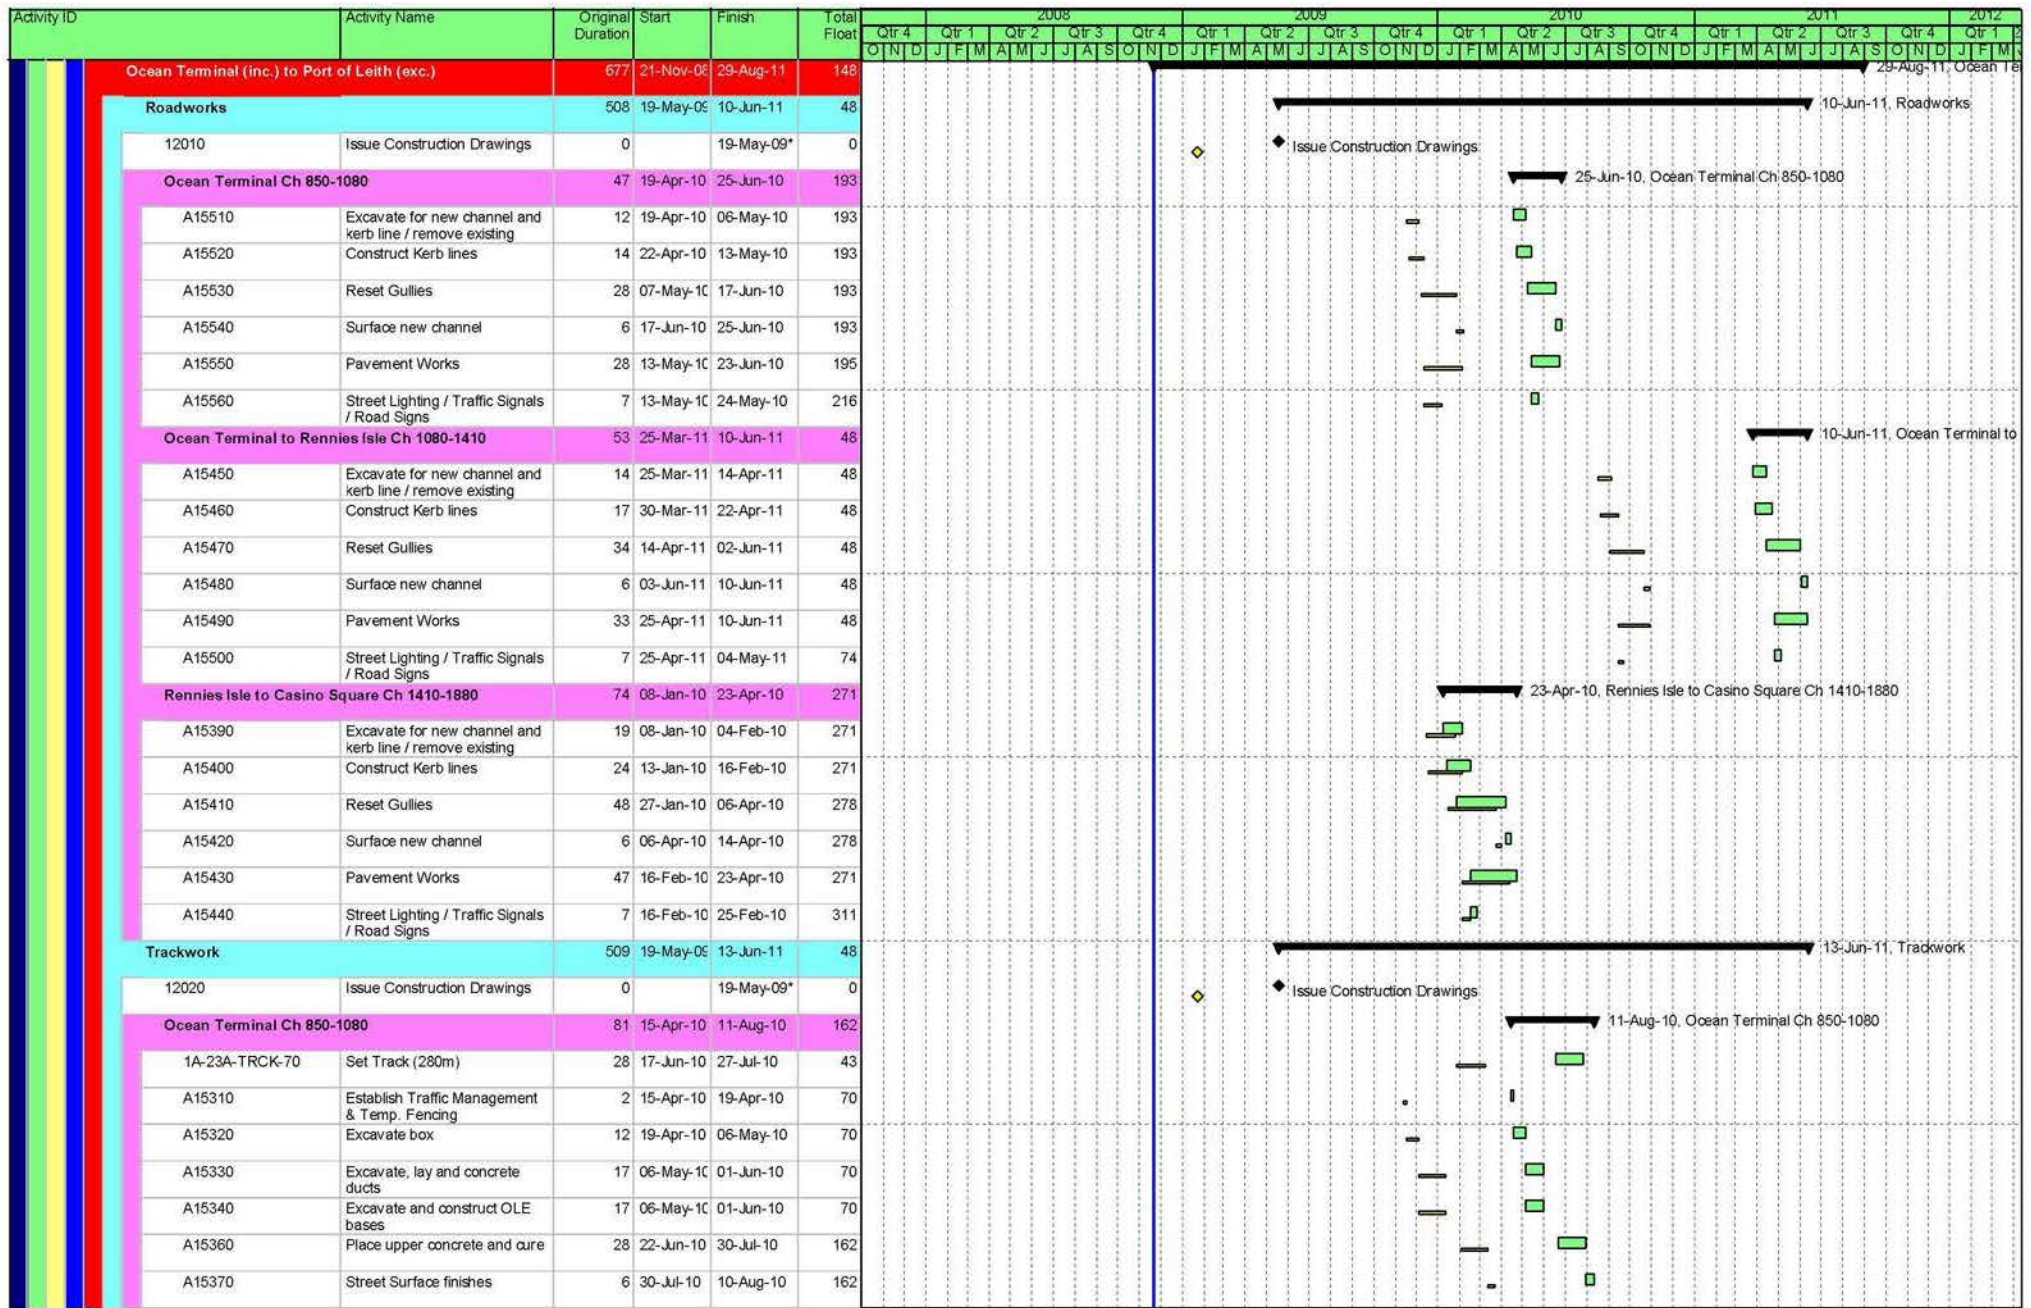 Activity ID Activity Name Original Duration Start Finish Total Float
2008 2009 2010 2011 2012
Qtr 4 Qtr 1 Qtr 2 Qtr 3 Qtr 4 Qtr 1 Qtr 2 Qtr 3 Qtr 4 Qtr 1 Qtr 2 Qtr 3 Qtr 4 Qtr 1 Qtr 2 Qtr 3 Qtr 4 Qtr 1 2
O N D J F M A M J J A S O N D J F M A M J J A S O N D J F M A M J J A S O N D J F M A M J J A S O N D J F M
Ocean Terminal (inc.) to Port of Leith (exc.) 677 21-Nov-08 29-Aug-11 148 29-Aug-11, Ocean Te
Roadworks 508 19-May-09 10-Jun-11 48 10-Jun-11, Roadworks
12010 Issue Construction Drawings 0 19-May-09* 0 Issue Construction Drawings
Ocean Terminal Ch 850-1080 47 19-Apr-10 25-Jun-10 193 25-Jun-10, Ocean Terminal Ch 850-1080
A15510 Excavate for new channel and kerb line / remove existing 12 19-Apr-10 06-May-10 193
A15520 Construct Kerb lines 14 22-Apr-10 13-May-10 193
A15530 Reset Gullies 28 07-May-10 17-Jun-10 193
A15540 Surface new channel 6 17-Jun-10 25-Jun-10 193
A15550 Pavement Works 28 13-May-10 23-Jun-10 195
A15560 Street Lighting / Traffic Signals / Road Signs 7 13-May-10 24-May-10 216
Ocean Terminal to Rennies Isle Ch 1080-1410 53 25-Mar-11 10-Jun-11 48 10-Jun-11, Ocean Terminal to
A15450 Excavate for new channel and kerb line / remove existing 14 25-Mar-11 14-Apr-11 48
A15460 Construct Kerb lines 17 30-Mar-11 22-Apr-11 48
A15470 Reset Gullies 34 14-Apr-11 02-Jun-11 48
A15480 Surface new channel 6 03-Jun-11 10-Jun-11 48
A15490 Pavement Works 33 25-Apr-11 10-Jun-11 48
A15500 Street Lighting / Traffic Signals / Road Signs 7 25-Apr-11 04-May-11 74
Rennies Isle to Casino Square Ch 1410-1880 74 08-Jan-10 23-Apr-10 271 23-Apr-10, Rennies Isle to Casino Square Ch 1410-1880
A15390 Excavate for new channel and kerb line / remove existing 19 08-Jan-10 04-Feb-10 271
A15400 Construct Kerb lines 24 13-Jan-10 16-Feb-10 271
A15410 Reset Gullies 48 27-Jan-10 06-Apr-10 278
A15420 Surface new channel 6 06-Apr-10 14-Apr-10 278
A15430 Pavement Works 47 16-Feb-10 23-Apr-10 271
A15440 Street Lighting / Traffic Signals / Road Signs 7 16-Feb-10 25-Feb-10 311
Trackwork 509 19-May-09 13-Jun-11 48 13-Jun-11, Trackwork
12020 Issue Construction Drawings 0 19-May-09* 0 Issue Construction Drawings
Ocean Terminal Ch 850-1080 81 15-Apr-10 11-Aug-10 162 11-Aug-10, Ocean Terminal Ch 850-1080
1A-23A-TRCK-70 Set Track (280m) 28 17-Jun-10 27-Jul-10 43
A15310 Establish Traffic Management & Temp. Fencing 2 15-Apr-10 19-Apr-10 70
A15320 Excavate box 12 19-Apr-10 06-May-10 70
A15330 Excavate, lay and concrete ducts 17 06-May-10 01-Jun-10 70
A15340 Excavate and construct OLE bases 17 06-May-10 01-Jun-10 70
A15360 Place upper concrete and cure 28 22-Jun-10 30-Jul-10 162
A15370 Street Surface finishes 6 30-Jul-10 10-Aug-10 162